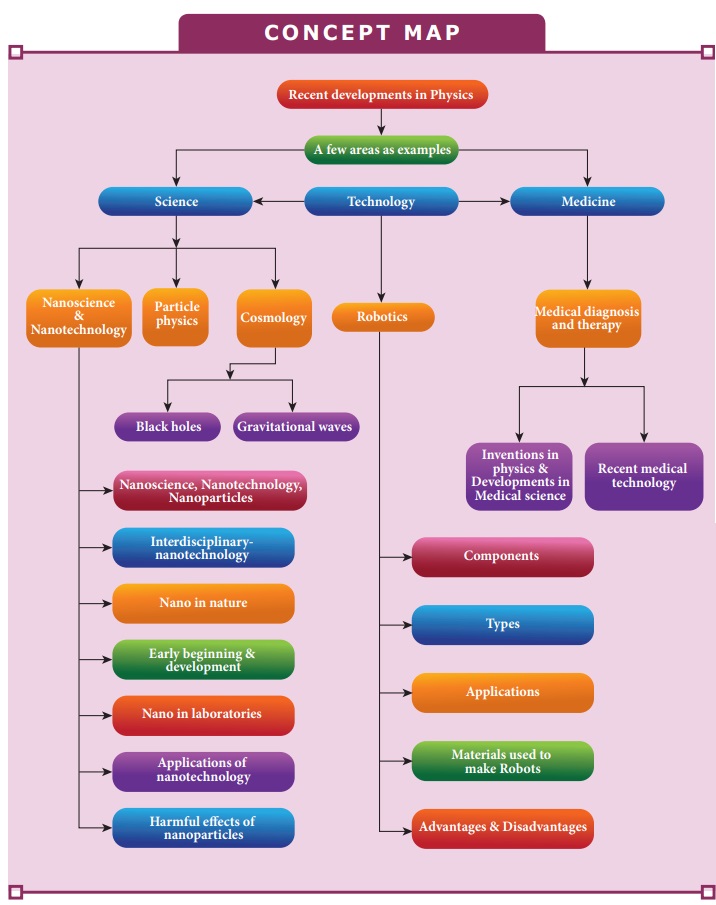 CONCEPT MAP
Recent developments in Physics
A few areas as examples
Science
Technology
Medicine
Nanoscience
&
Nanotechnology
Particle
physics
Cosmology
Robotics
Medical diagnosis
and therapy
Black holes
Gravitational waves
Inventions in
physics &
Developments in
Medical science
Recent medical
technology
Nanoscience, Nanotechnology,
Nanoparticles
Interdisciplinary-
nanotechnology
Nano in nature
Early beginning &
development
Nano in laboratories
Applications of
nanotechnology
Harmful effects of
nanoparticles
Components
Types
Applications
Materials used to
make Robots
Advantages & Disadvantages